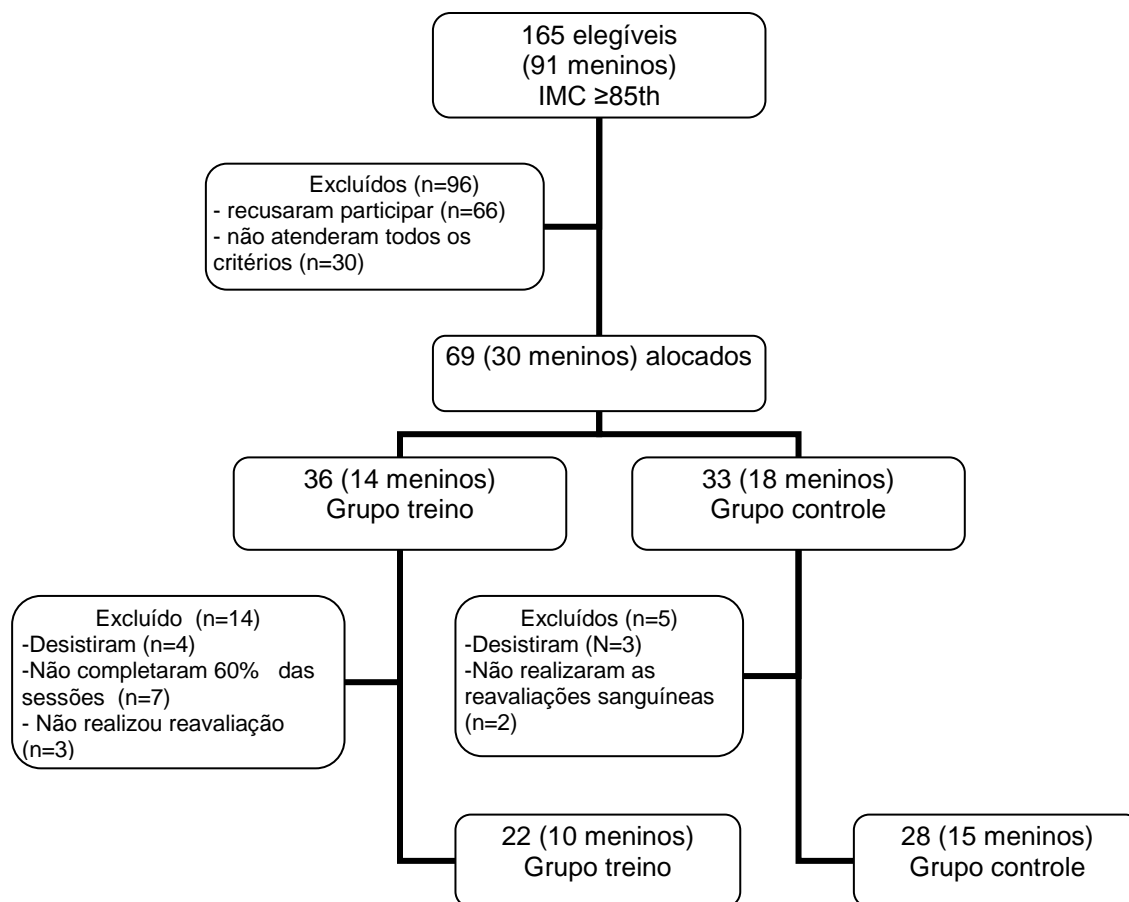 165 elegíveis
(91 meninos)
IMC ≥85th
Excluídos (n=96)
- recusaram participar (n=66)
- não atenderam todos os
critérios (n=30)
69 (30 meninos) alocados
36 (14 meninos)
Grupo treino
33 (18 meninos)
Grupo controle
Excluído (n=14)
-Desistiram (n=4)
-Não completaram 60% das
sessões (n=7)
- Não realizou reavaliação
(n=3)
Excluídos (n=5)
-Desistiram (N=3)
-Não realizaram as
reavaliações sanguíneas
(n=2)
22 (10 meninos)
Grupo treino
28 (15 meninos)
Grupo controle